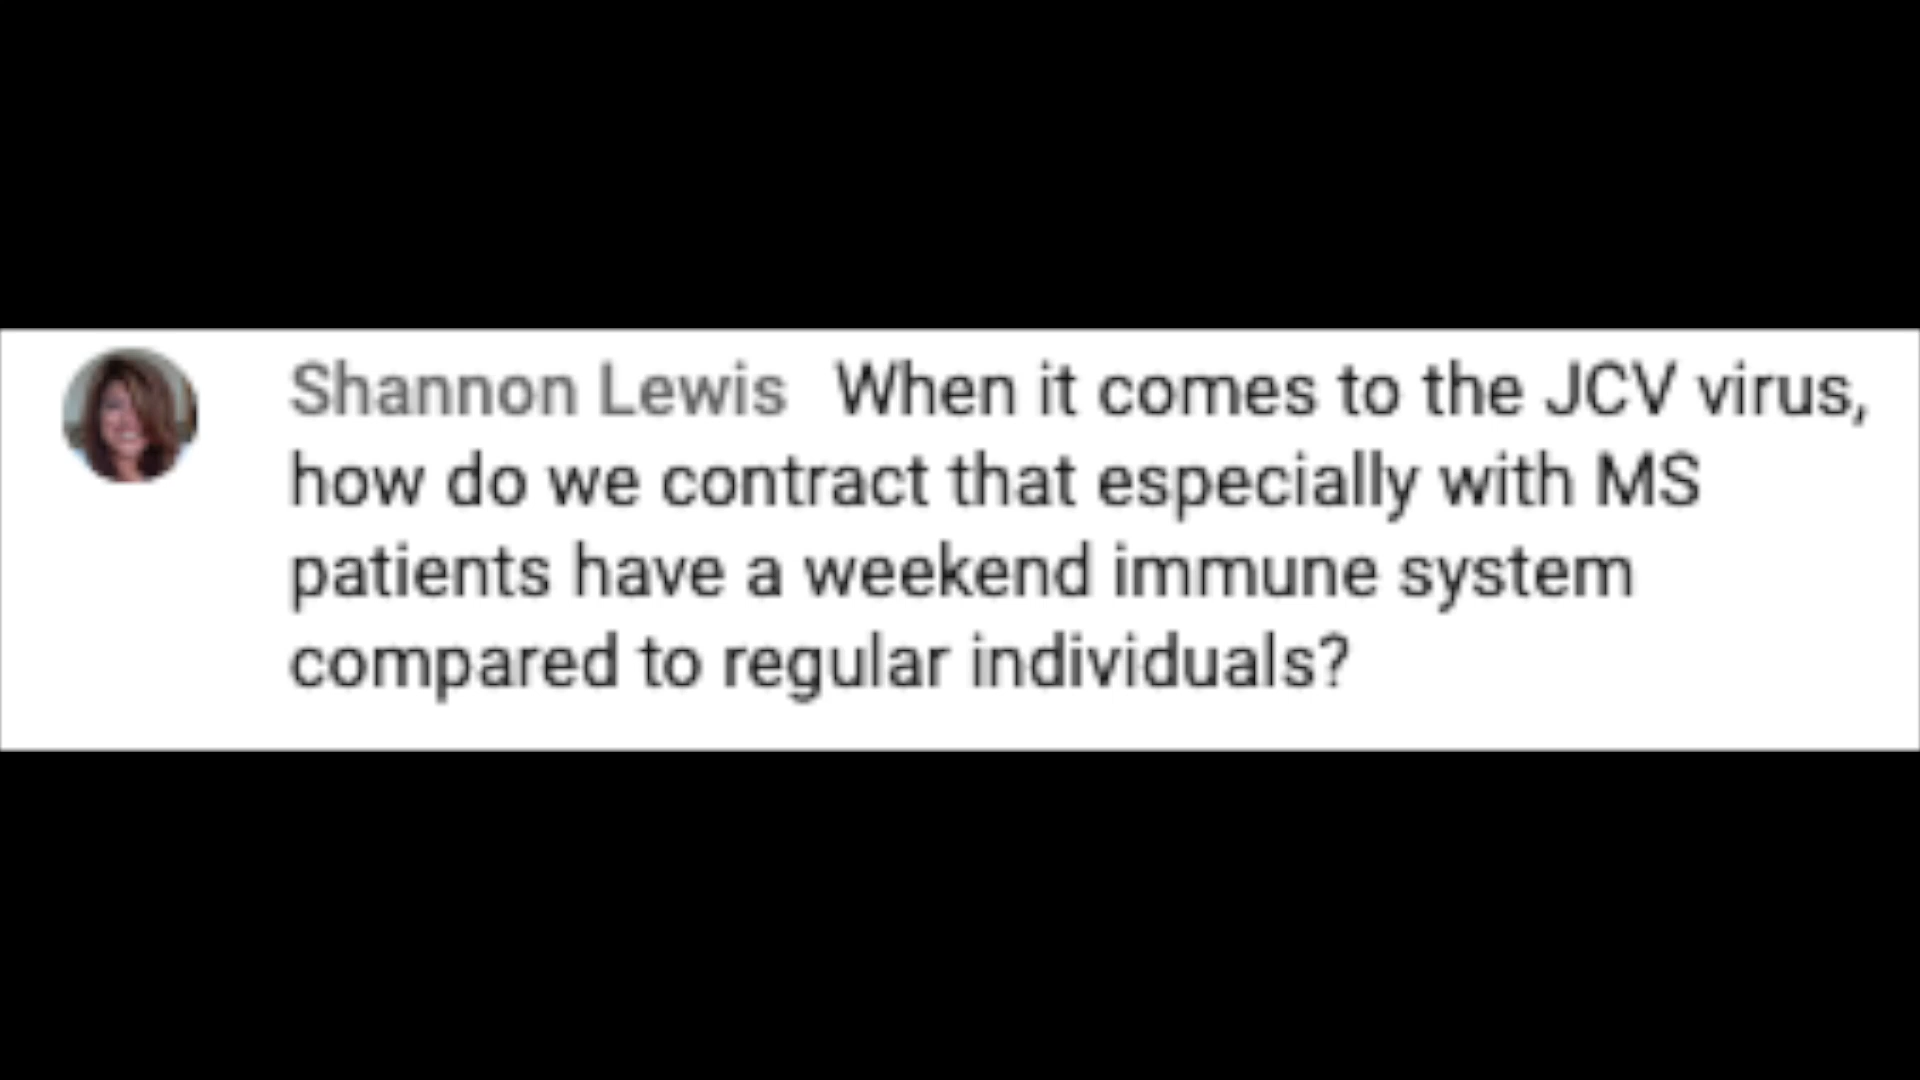 Shannon Lewis When it comes to the JCV virus,
how do we contract that especially with MS
patients have a weekend immune system
compared to regular individuals?